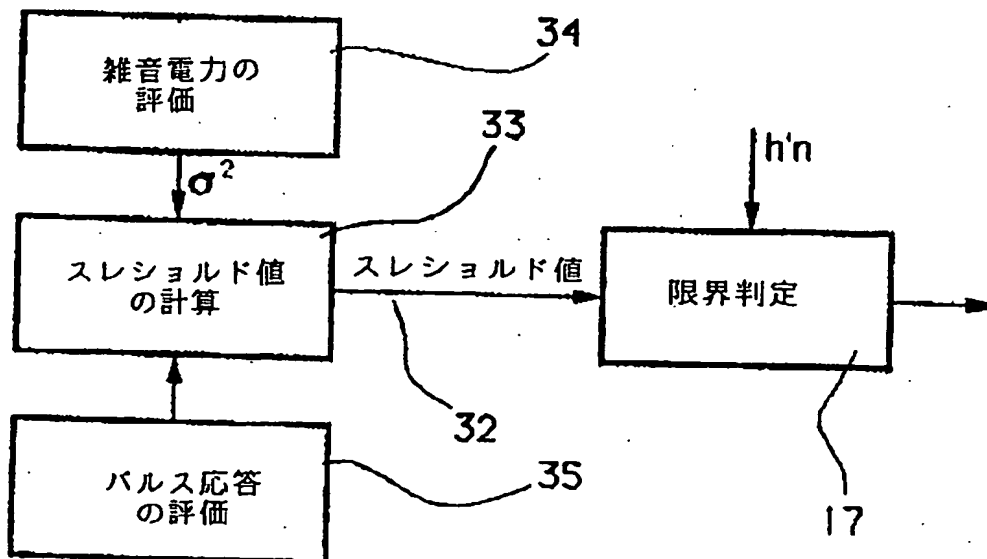 34
雑音電力の
評価
33
σ²
h'n
スレショルド値
の計算
スレショルド値
限界判定
32
パルス応答
の評価
35
17